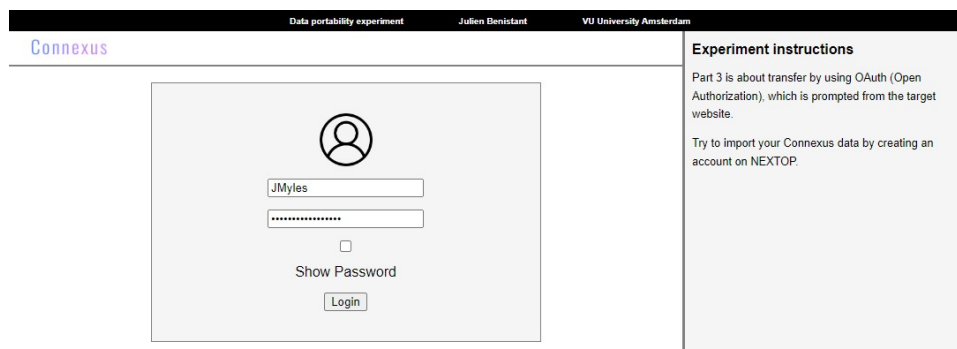 Data portability experiment Julien Benistant VU University Amsterdam
Connexus
JMyles
•••••••••••••••••
Show Password
Login
Experiment instructions
Part 3 is about transfer by using OAuth (Open
Authorization), which is prompted from the target
website.
Try to import your Connexus data by creating an
account on NEXTOP.